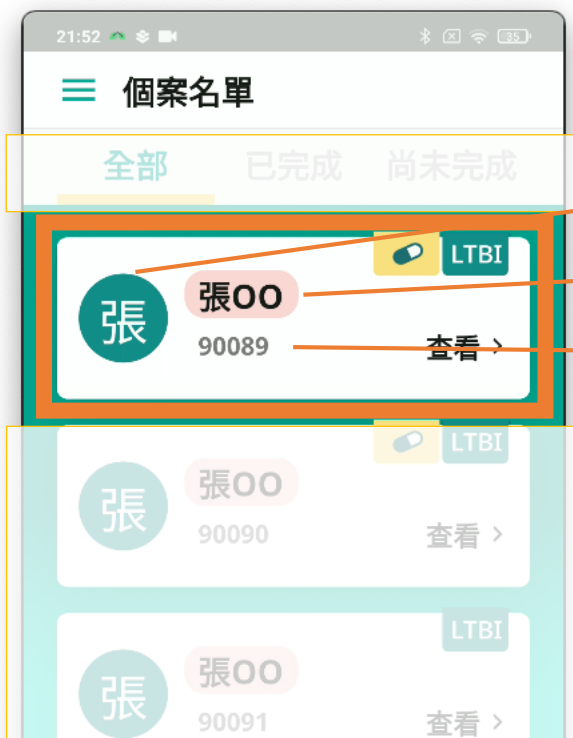 21:52 35
個案名單
全部 已完成 尚未完成
LTBI
張
張OO
90089 查看
LTBI
張
張OO
90090 查看
LTBI
張
張OO
90091 查看